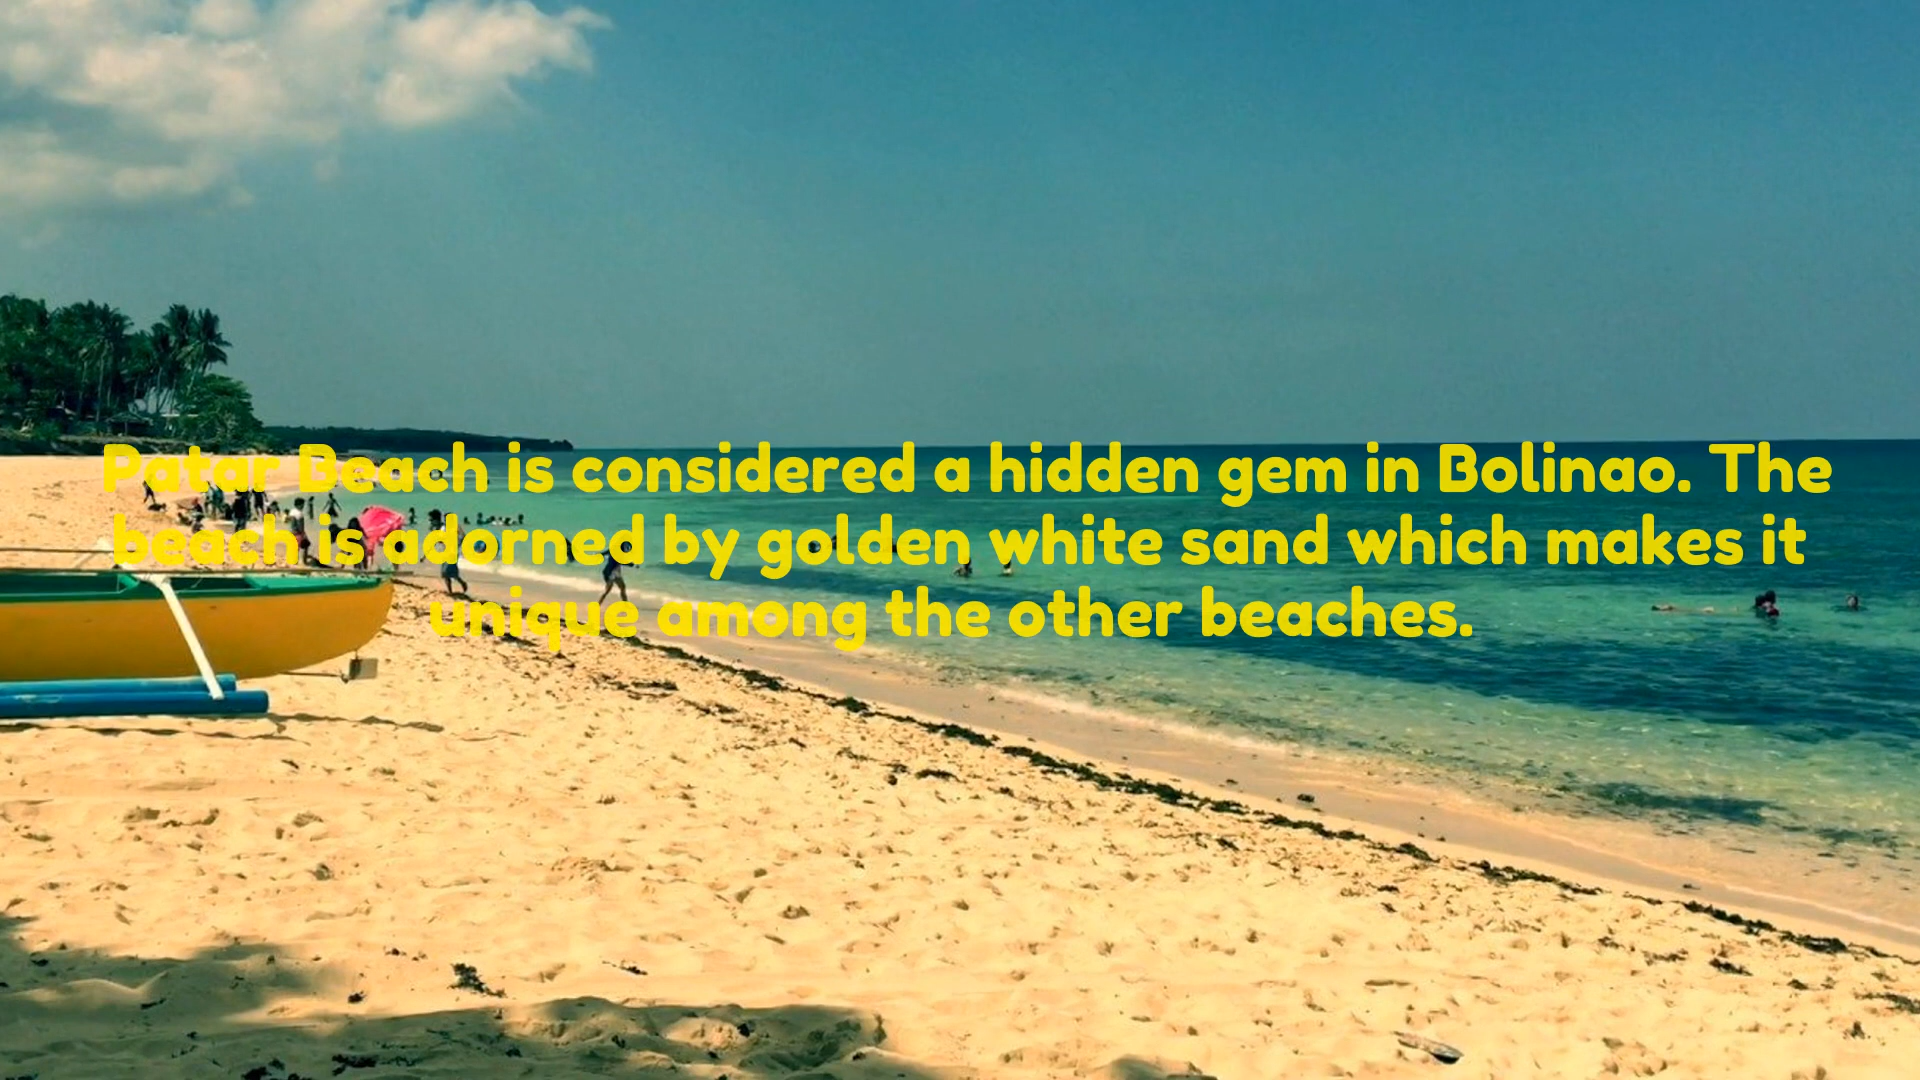 Patar Beach is considered a hidden gem in Bolinao. The
beach is adorned by golden white sand which makes it
unique among the other beaches.